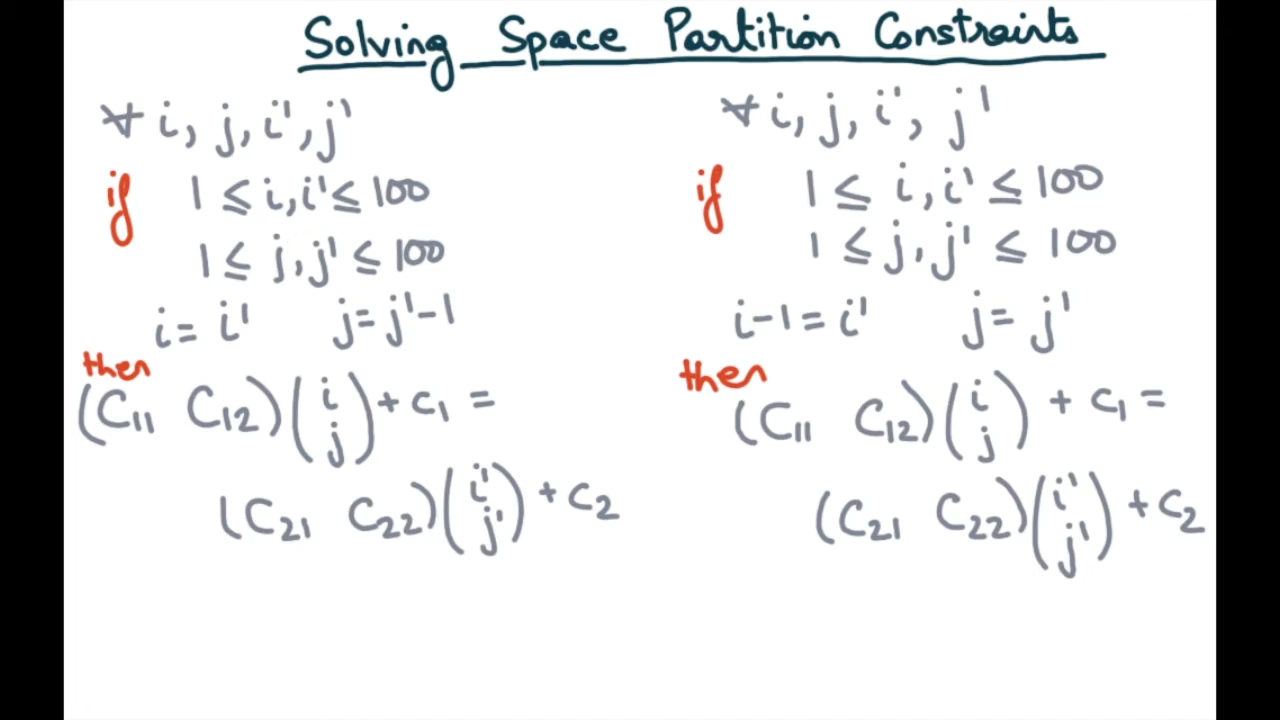 Solving Space Partition Constraints
∀ i, j, i', j'
if 1 ≤ i, i' ≤ 100
1 ≤ j, j' ≤ 100
i = i' j = j' - 1
then
(C₁₁ C₁₂)(i j) + c₁ =
(C₂₁ C₂₂)(i' j') + c₂
∀ i, j, i', j'
if 1 ≤ i, i' ≤ 100
1 ≤ j, j' ≤ 100
i - 1 = i' j = j'
then
(C₁₁ C₁₂)(i j) + c₁ =
(C₂₁ C₂₂)(i' j') + c₂